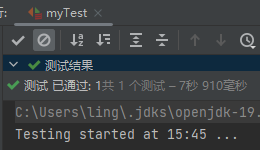 行: myTest
测试结果
测试 已通过: 1共 1 个测试 – 7秒 910毫秒
C:\Users\ling\.jdks\openjdk-19.
Testing started at 15:45 ...